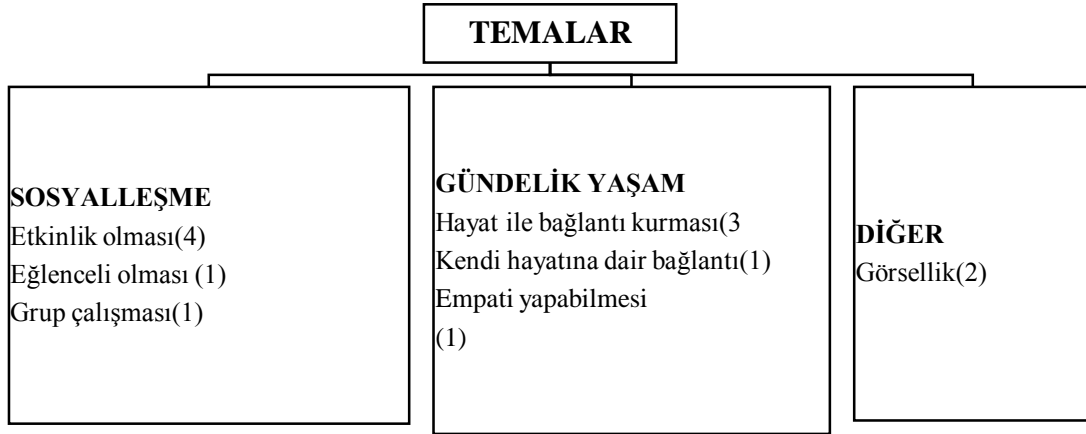 TEMALAR
SOSYALLEŞME
Etkinlik olması(4)
Eğlenceli olması (1)
Grup çalışması(1)
GÜNDELİK YAŞAM
Hayat ile bağlantı kurması(3
Kendi hayatına dair bağlantı(1)
Empati yapabilmesi
(1)
DİĞER
Görsellik(2)